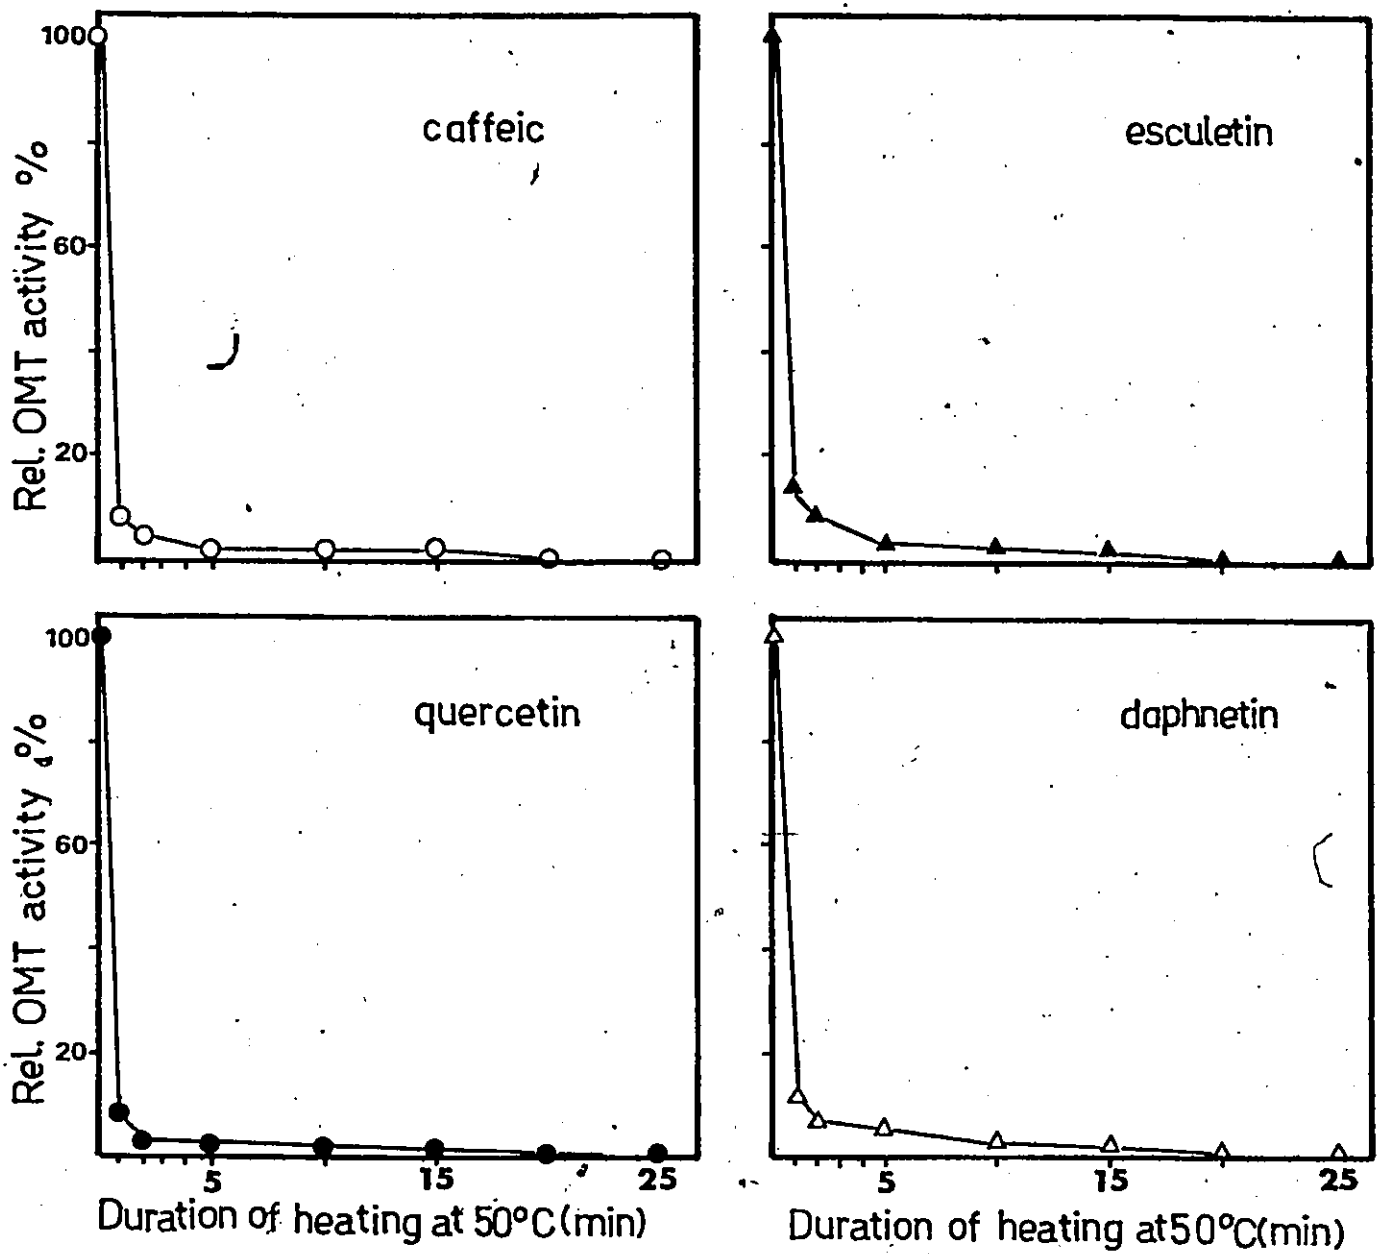 100
caffeic
esculetin
Rel. OMT activity %
60
20
100
quercetin
daphnetin
Rel. OMT activity %
60
20
5 15 25
5 15 25
Duration of heating at 50°C(min)
Duration of heating at 50°C(min)